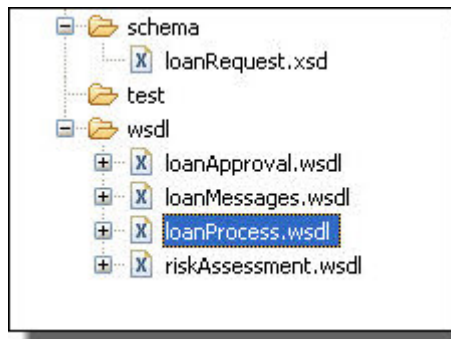 schema
loanRequest.xsd
test
wsdl
loanApproval.wsdl
loanMessages.wsdl
loanProcess.wsdl
riskAssessment.wsdl